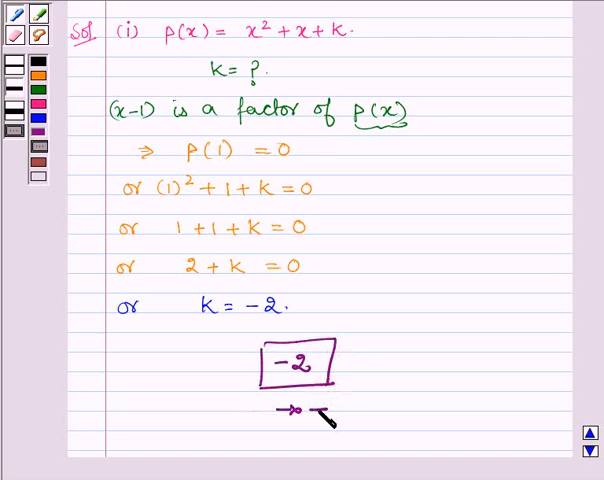 Sol (i) p(x) = x² + x + k.
k = ?.
(x-1) is a factor of p(x)
⇒ p(1) = 0
or (1)² + 1 + k = 0
or 1 + 1 + k = 0
or 2 + k = 0
or k = -2.
-2